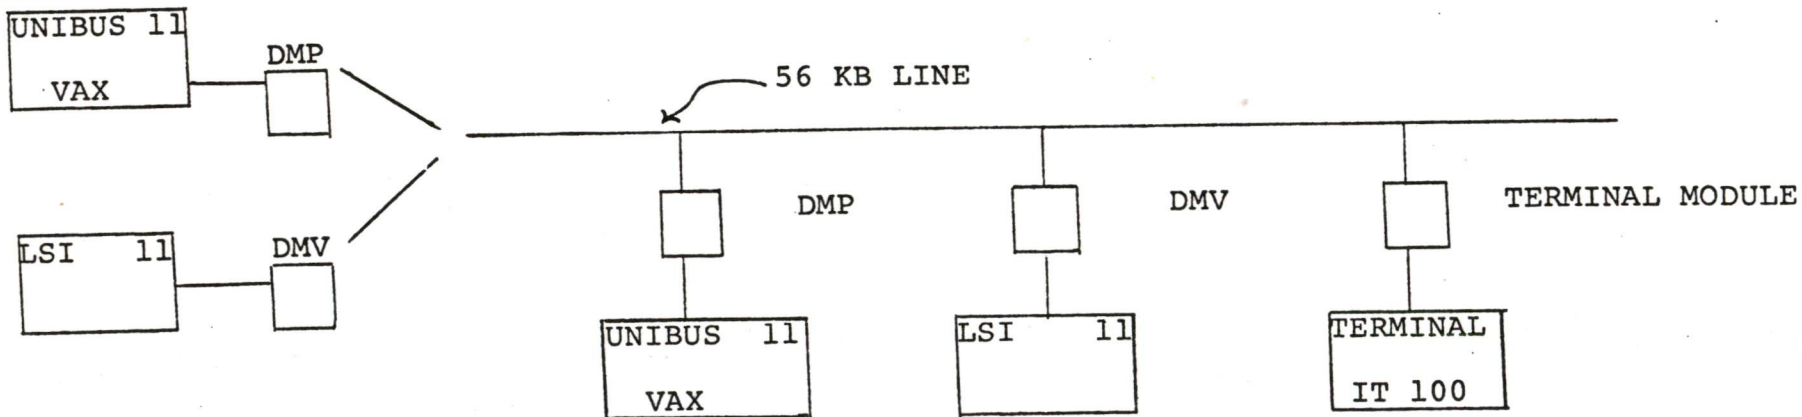 UNIBUS 11
VAX
DMP
56 KB LINE
LSI 11
DMV
DMP
DMV
TERMINAL MODULE
UNIBUS 11
VAX
LSI 11
TERMINAL
IT 100